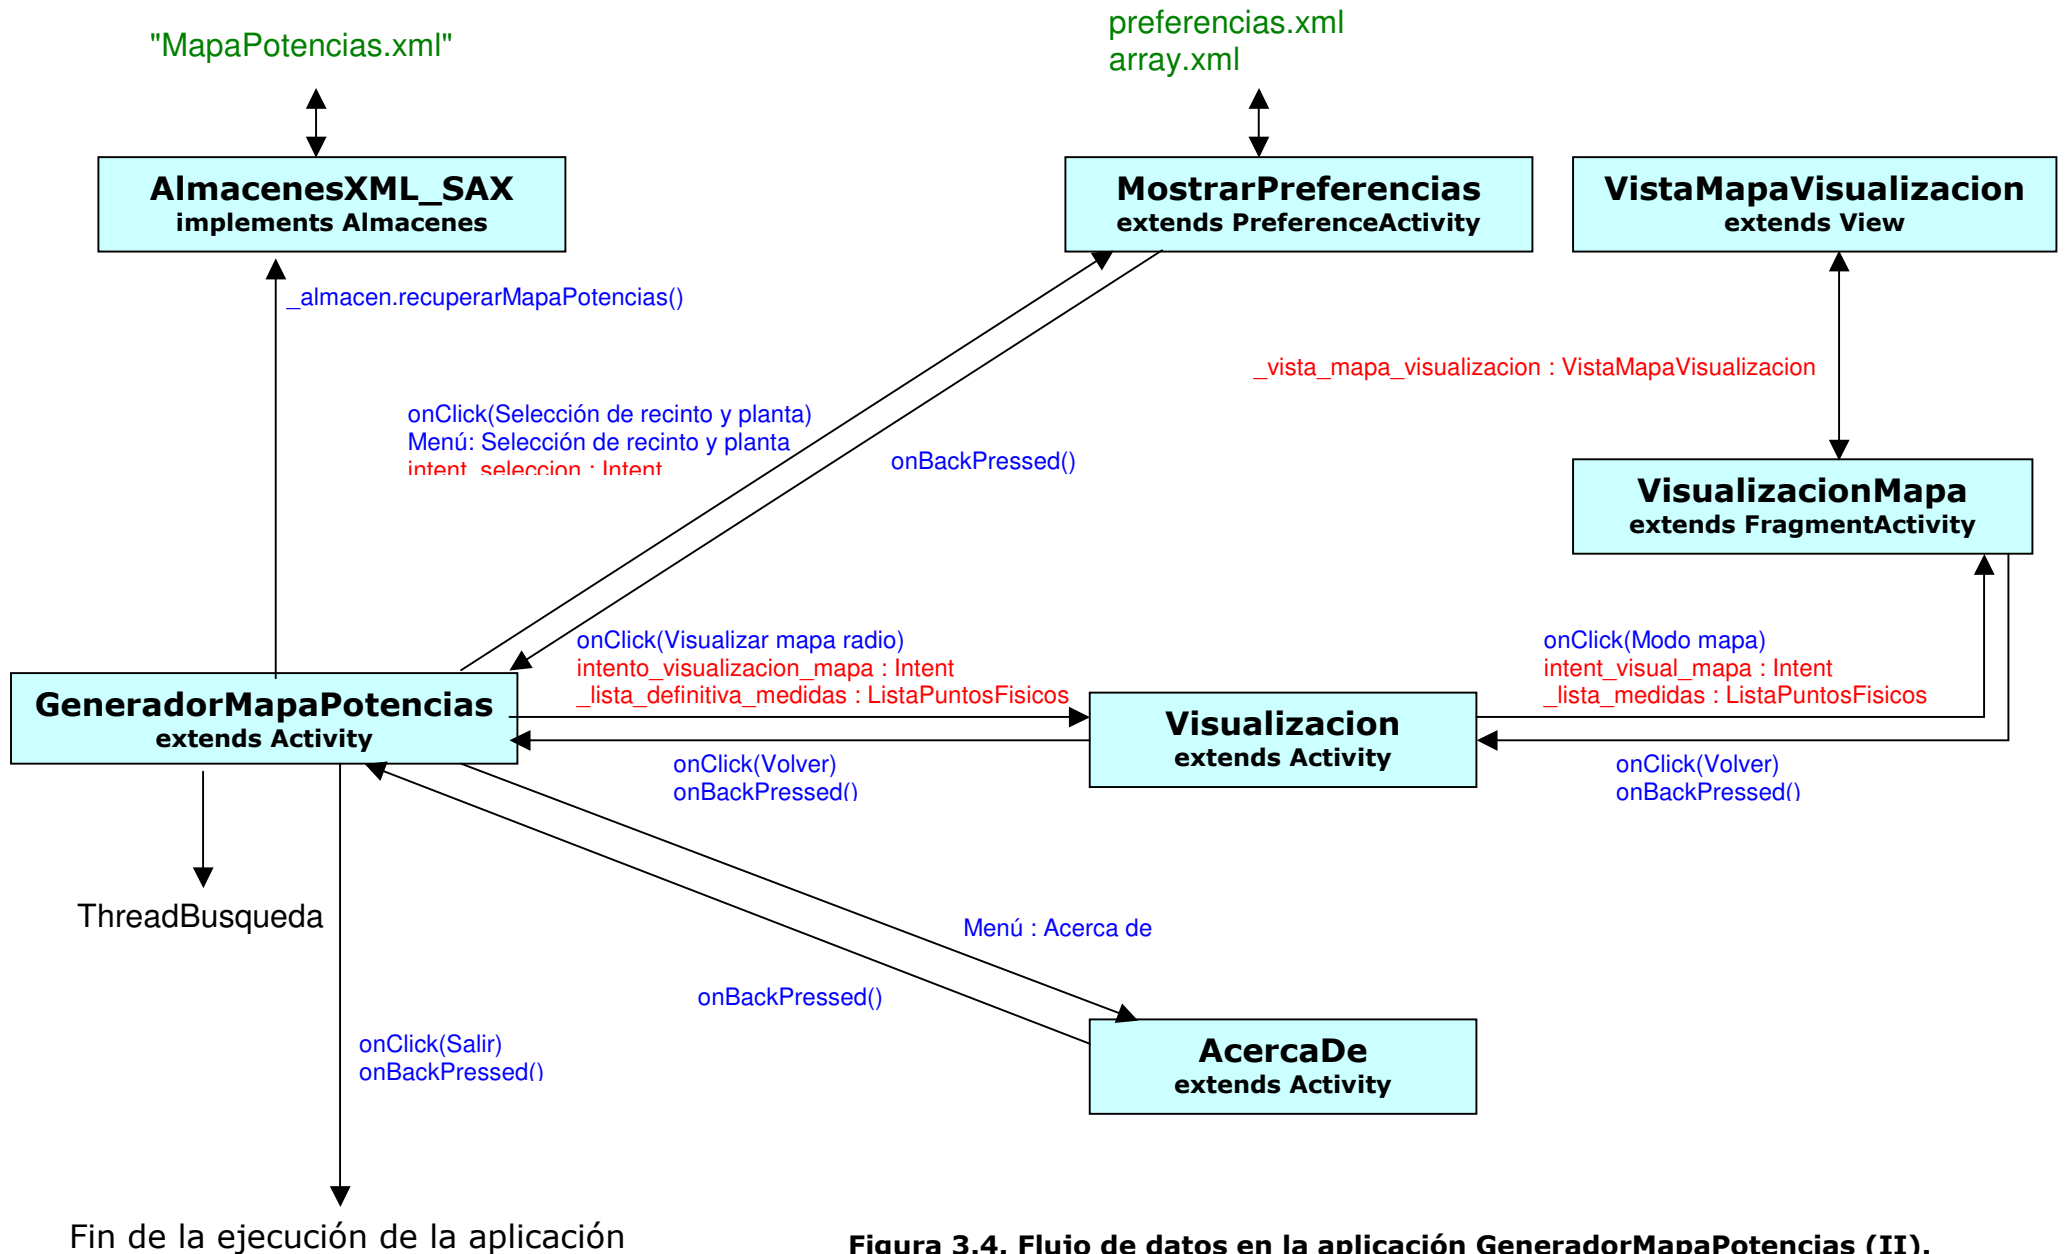 "MapaPotencias.xml"
preferencias.xml
array.xml
AlmacenesXML_SAX
implements Almacenes
MostrarPreferencias
extends PreferenceActivity
VistaMapaVisualizacion
extends View
_almacen.recuperarMapaPotencias()
_vista_mapa_visualizacion : VistaMapaVisualizacion
onClick(Selección de recinto y planta)
Menú: Selección de recinto y planta
intent_seleccion : Intent
onBackPressed()
VisualizacionMapa
extends FragmentActivity
onClick(Visualizar mapa radio)
intento_visualizacion_mapa : Intent
_lista_definitiva_medidas : ListaPuntosFisicos
onClick(Modo mapa)
intent_visual_mapa : Intent
_lista_medidas : ListaPuntosFisicos
GeneradorMapaPotencias
extends Activity
Visualizacion
extends Activity
onClick(Volver)
onBackPressed()
onClick(Volver)
onBackPressed()
ThreadBusqueda
Menú : Acerca de
onBackPressed()
onClick(Salir)
onBackPressed()
AcercaDe
extends Activity
Fin de la ejecución de la aplicación
Figura 3.4. Flujo de datos en la aplicación GeneradorMapaPotencias (II).